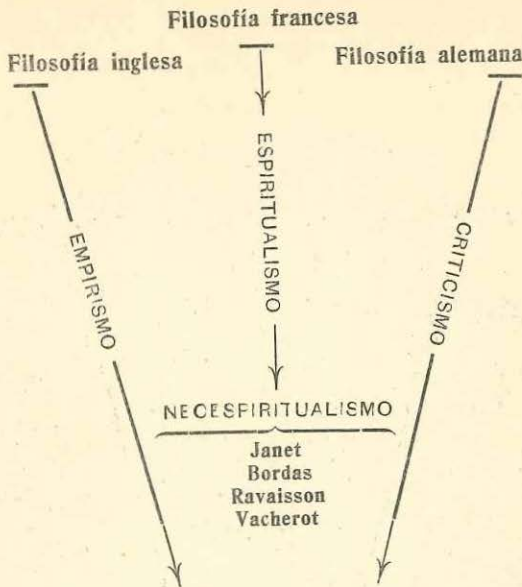 Filosofía francesa
Filosofía inglesa
Filosofía alemana
EMPIRISMO
ESPIRITUALISMO
CRITICISMO
NEOESPIRITUALISMO
Janet
Bordas
Ravaisson
Vacherot